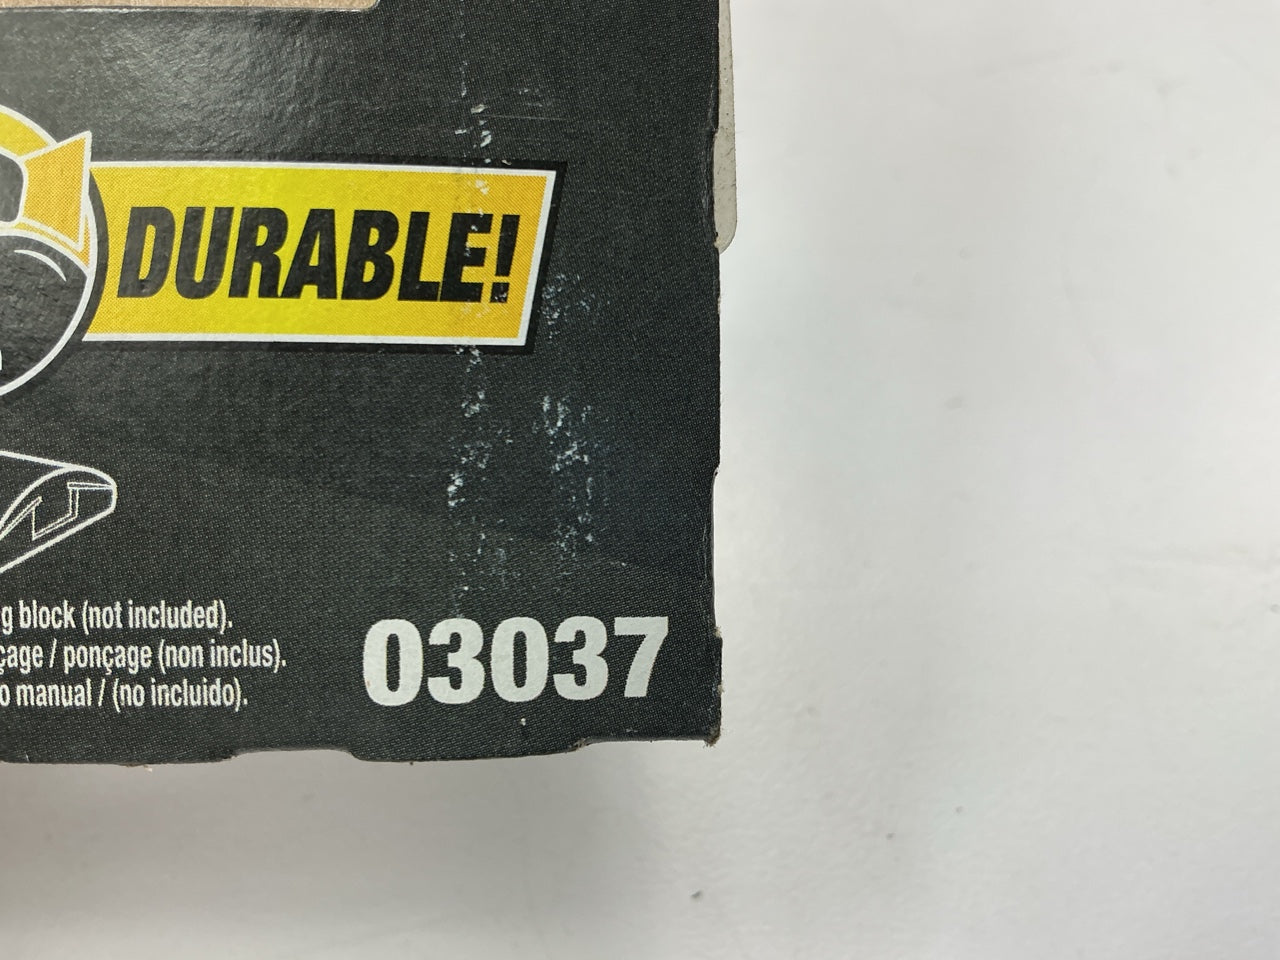 DURABLE!
g block (not included).
çage / ponçage (non inclus).
o manual / (no incluido).
03037